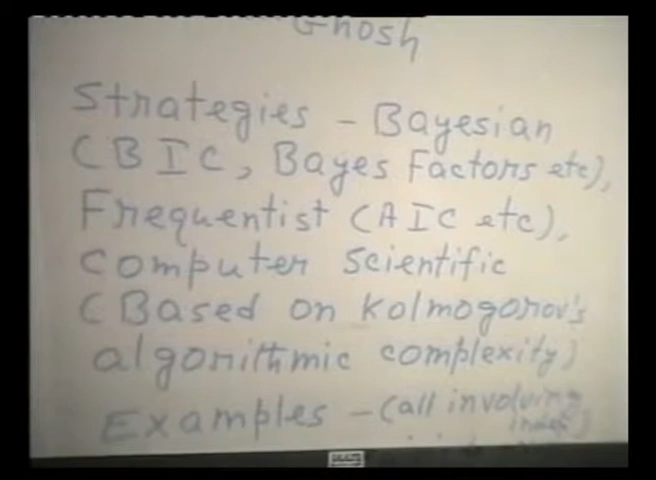 Ghosh
Strategies - Bayesian
(BIC, Bayes Factors etc),
Frequentist (AIC etc),
Computer Scientific
(Based on Kolmogorov's
algorithmic complexity)
Examples - (all involving